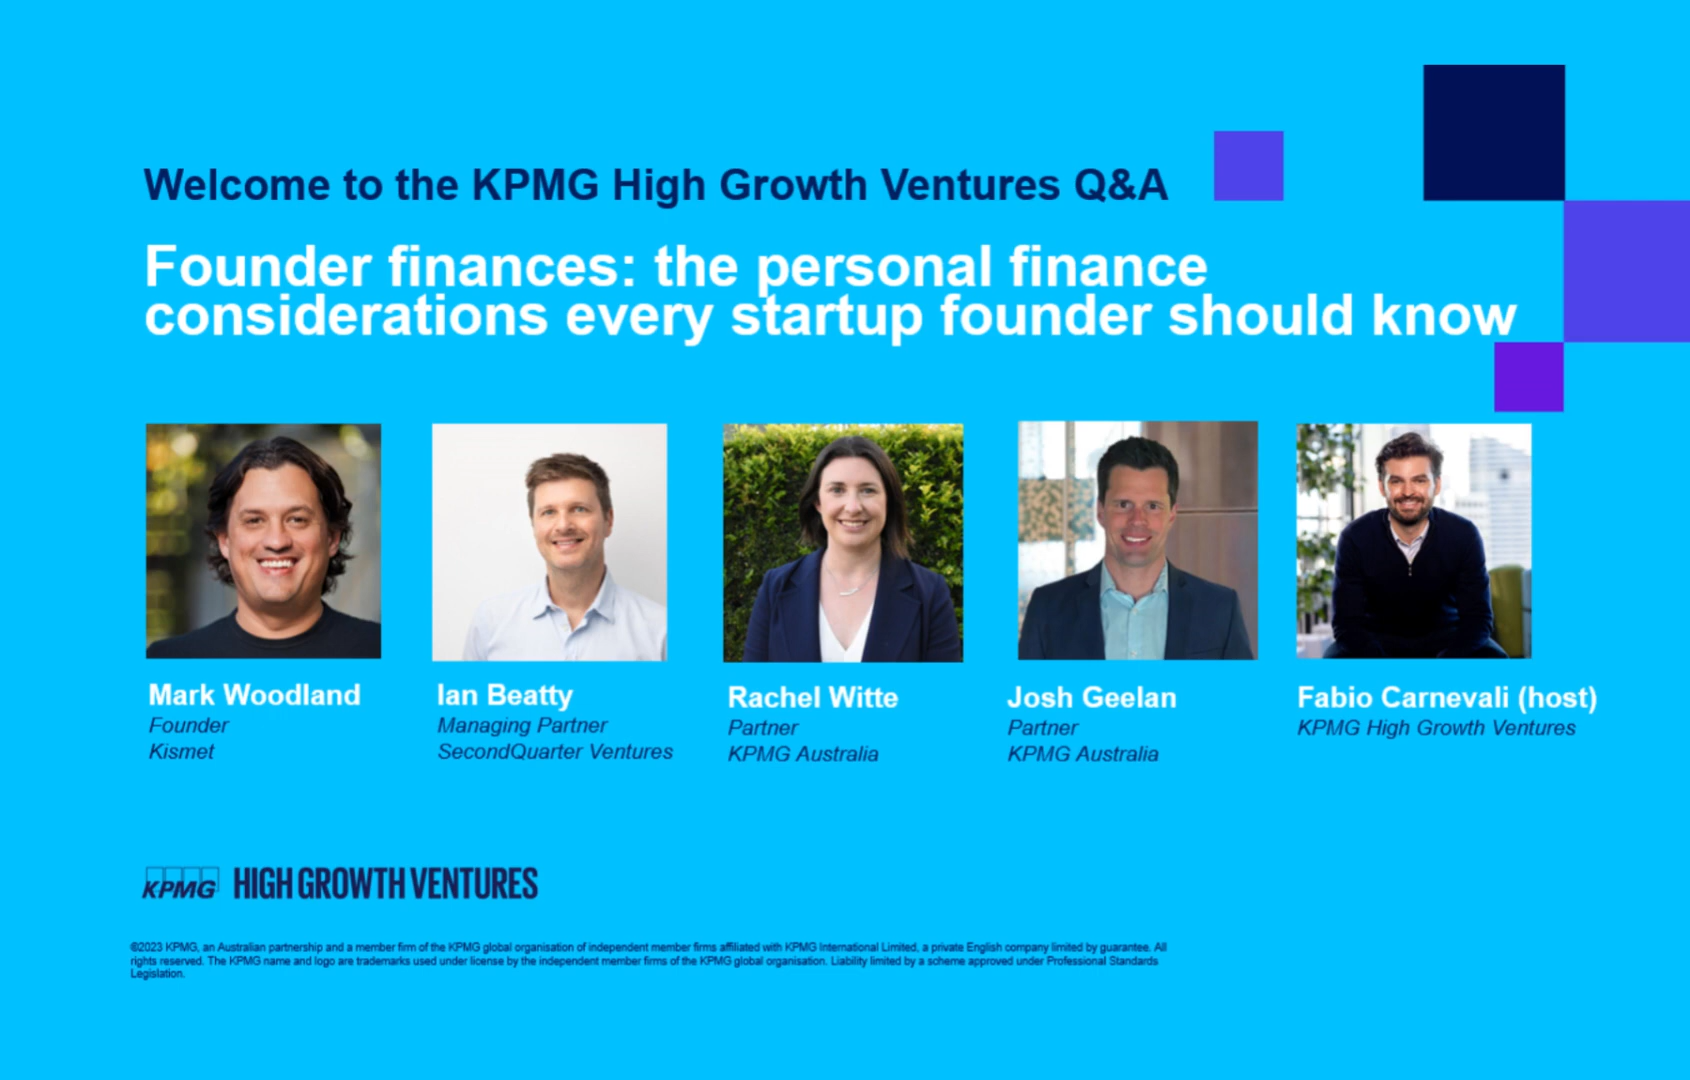 Welcome to the KPMG High Growth Ventures Q&A
Founder finances: the personal finance
considerations every startup founder should know
Mark Woodland
Founder
Kismet
Ian Beatty
Managing Partner
SecondQuarter Ventures
Rachel Witte
Partner
KPMG Australia
Josh Geelan
Partner
KPMG Australia
Fabio Carnevali (host)
KPMG High Growth Ventures
KPMG HIGH GROWTH VENTURES
©2023 KPMG, an Australian partnership and a member firm of the KPMG global organisation of independent member firms affiliated with KPMG International Limited, a private English company limited by guarantee. All
rights reserved. The KPMG name and logo are trademarks used under license by the independent member firms of the KPMG global organisation. Liability limited by a scheme approved under Professional Standards
Legislation.